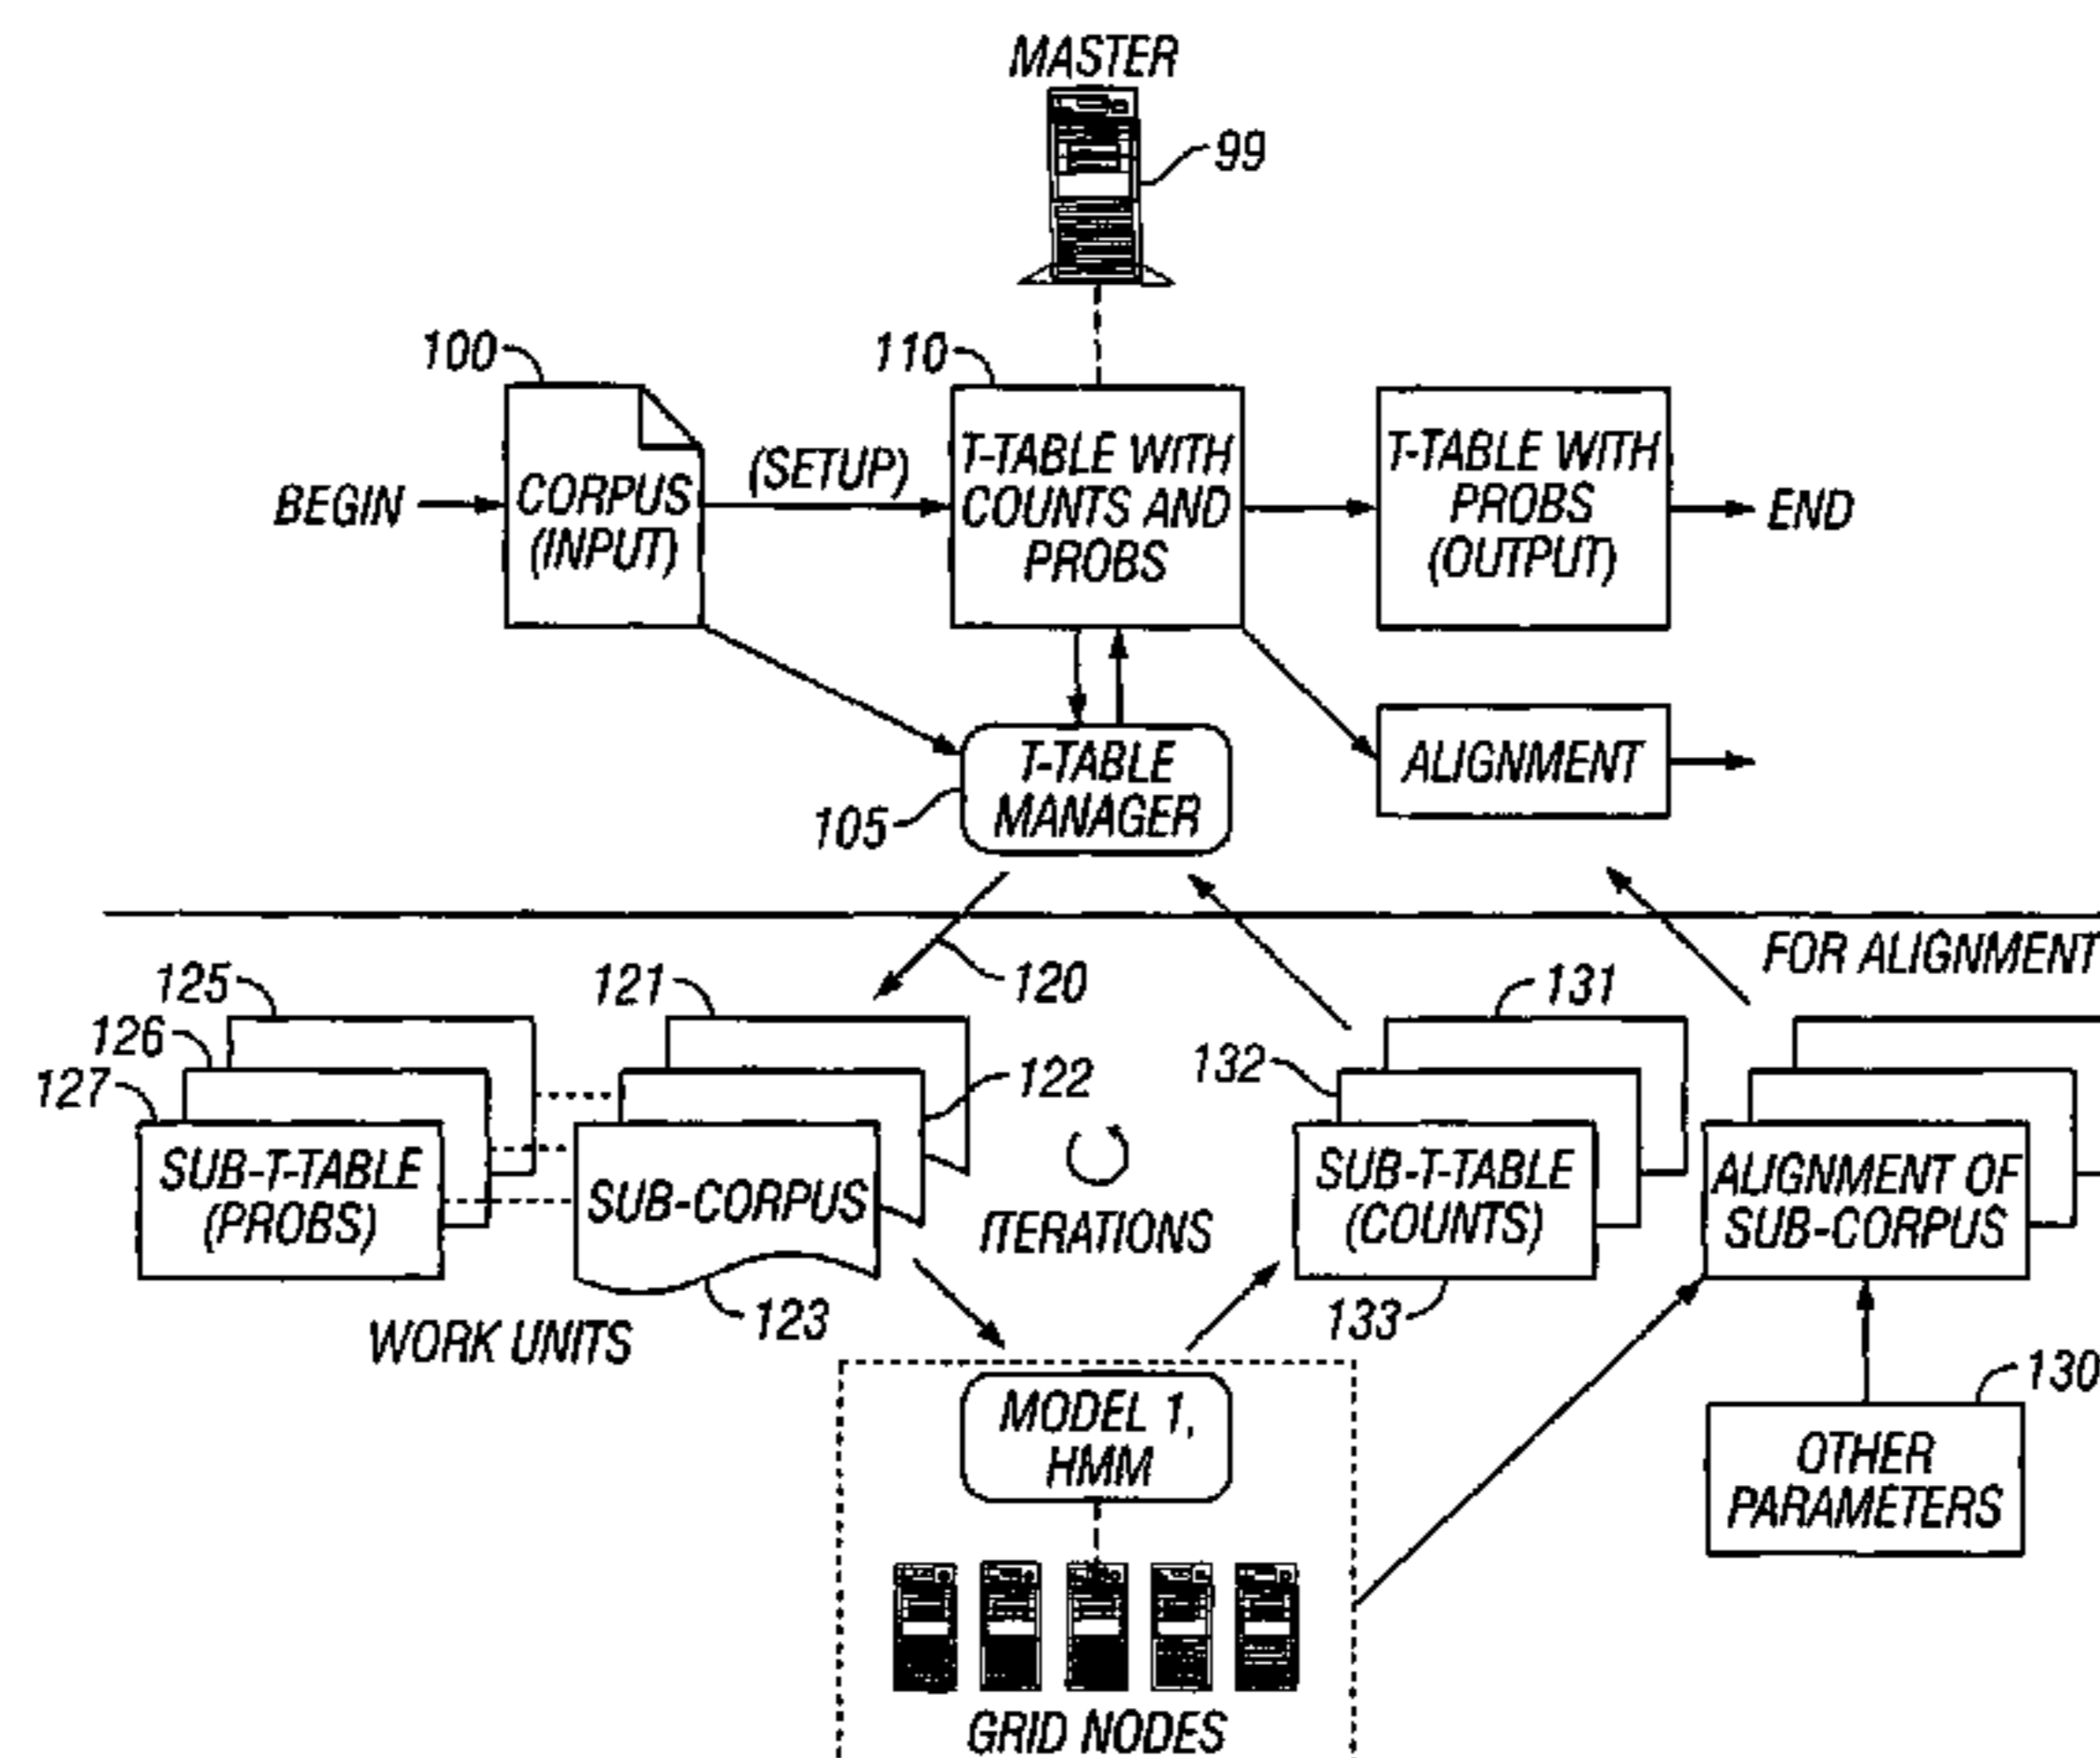 MASTER
99
100
110
BEGIN
CORPUS
(INPUT)
(SETUP)
T-TABLE WITH
COUNTS AND
PROBS
T-TABLE WITH
PROBS
(OUTPUT)
END
T-TABLE
MANAGER
105
ALIGNMENT
120
FOR ALIGNMENT
125
126
127
121
122
131
132
SUB-T-TABLE
(PROBS)
SUB-CORPUS
ITERATIONS
SUB-T-TABLE
(COUNTS)
ALIGNMENT OF
SUB-CORPUS
WORK UNITS
123
133
130
MODEL 1,
HMM
OTHER
PARAMETERS
GRID NODES